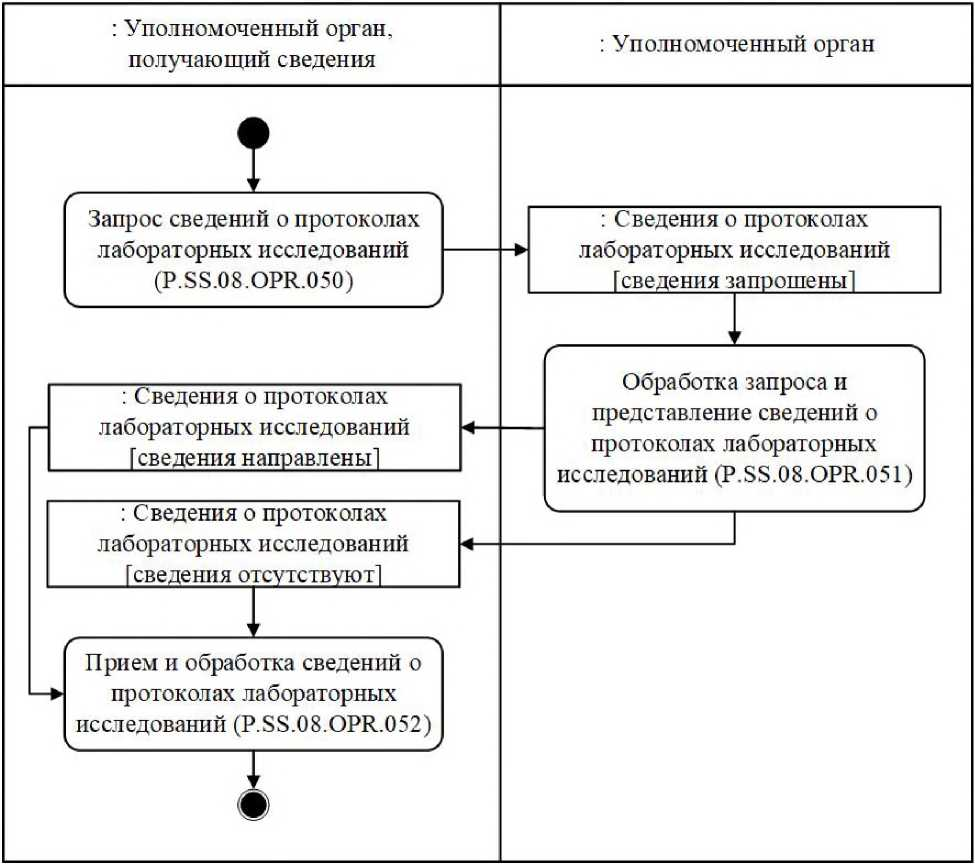 : Уполномоченный орган,
получающий сведения
: Уполномоченный орган
Запрос сведений о протоколах
лабораторных исследований
(P.SS.08.OPR.050)
: Сведения о протоколах
лабораторных исследований
[сведения запрошены]
Обработка запроса и
представление сведений о
протоколах лабораторных
исследований (P.SS.08.OPR.051)
: Сведения о протоколах
лабораторных исследований
[сведения направлены]
: Сведения о протоколах
лабораторных исследований
[сведения отсутствуют]
Прием и обработка сведений о
протоколах лабораторных
исследований (P.SS.08.OPR.052)